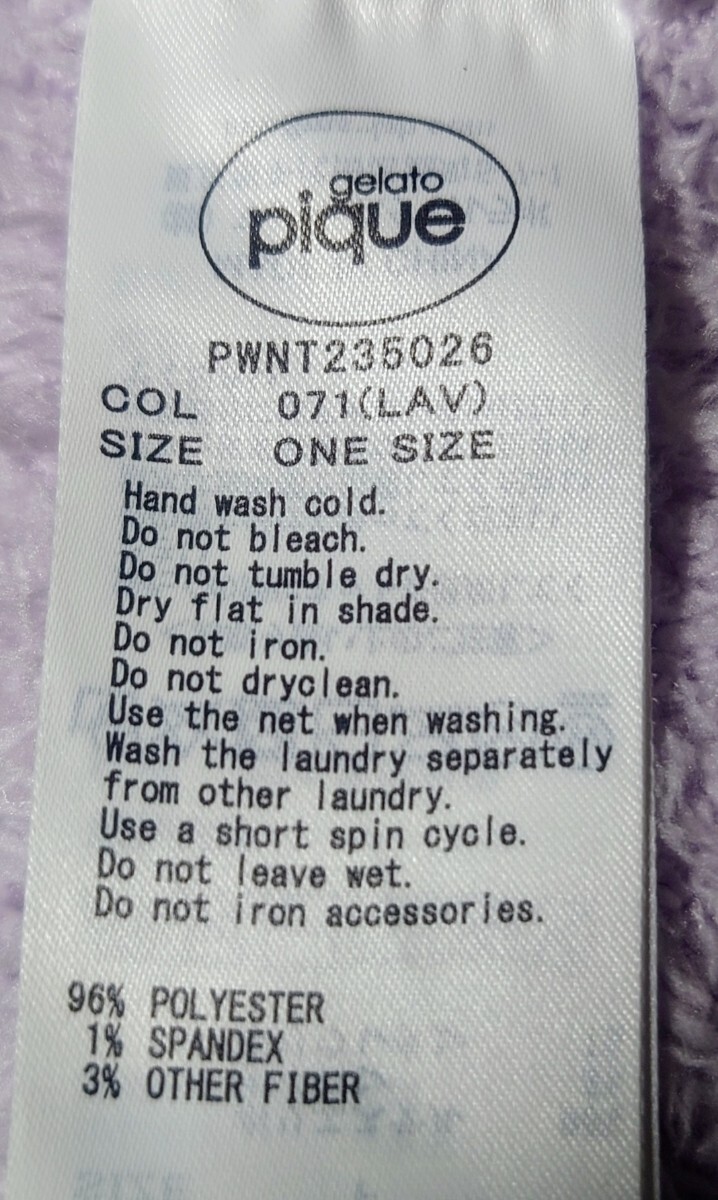 gelato
pique
PWNT235026
COL 071(LAV)
SIZE ONE SIZE
Hand wash cold.
Do not bleach.
Do not tumble dry.
Dry flat in shade.
Do not iron.
Do not dryclean.
Use the net when washing.
Wash the laundry separately
from other laundry.
Use a short spin cycle.
Do not leave wet.
Do not iron accessories.
96% POLYESTER
1% SPANDEX
3% OTHER FIBER